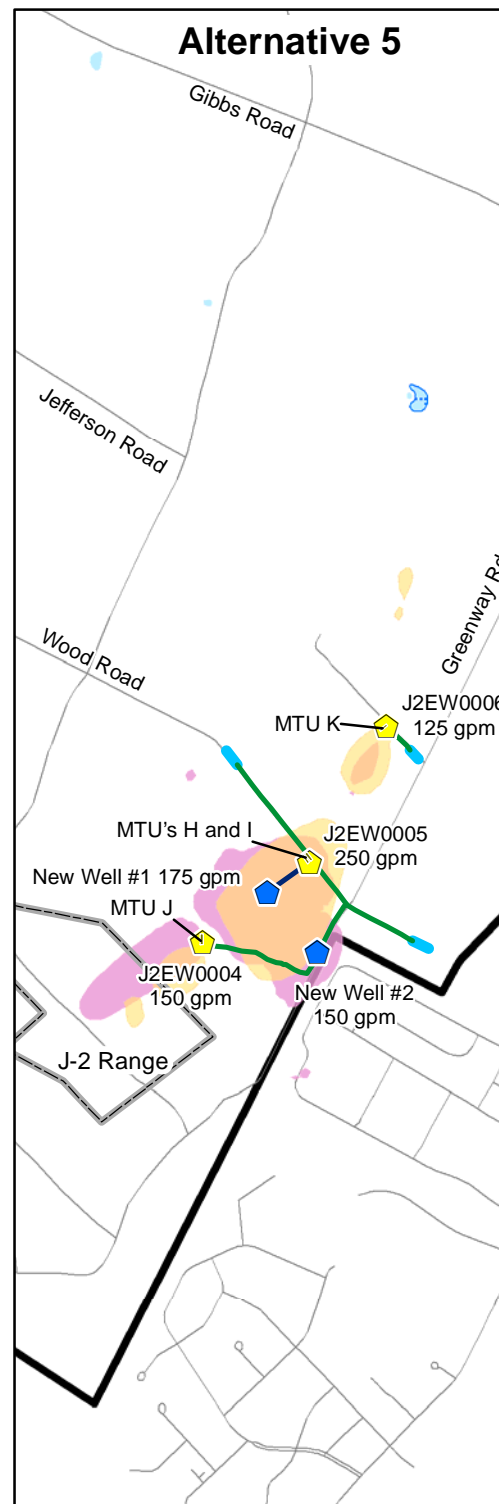 Alternative 5
Gibbs Road
Jefferson Road
Greenway Rd
Wood Road
J2EW0006
125 gpm
MTU K
MTU's H and I
J2EW0005
250 gpm
New Well #1 175 gpm
MTU J
J2EW0004
150 gpm
New Well #2
150 gpm
J-2 Range